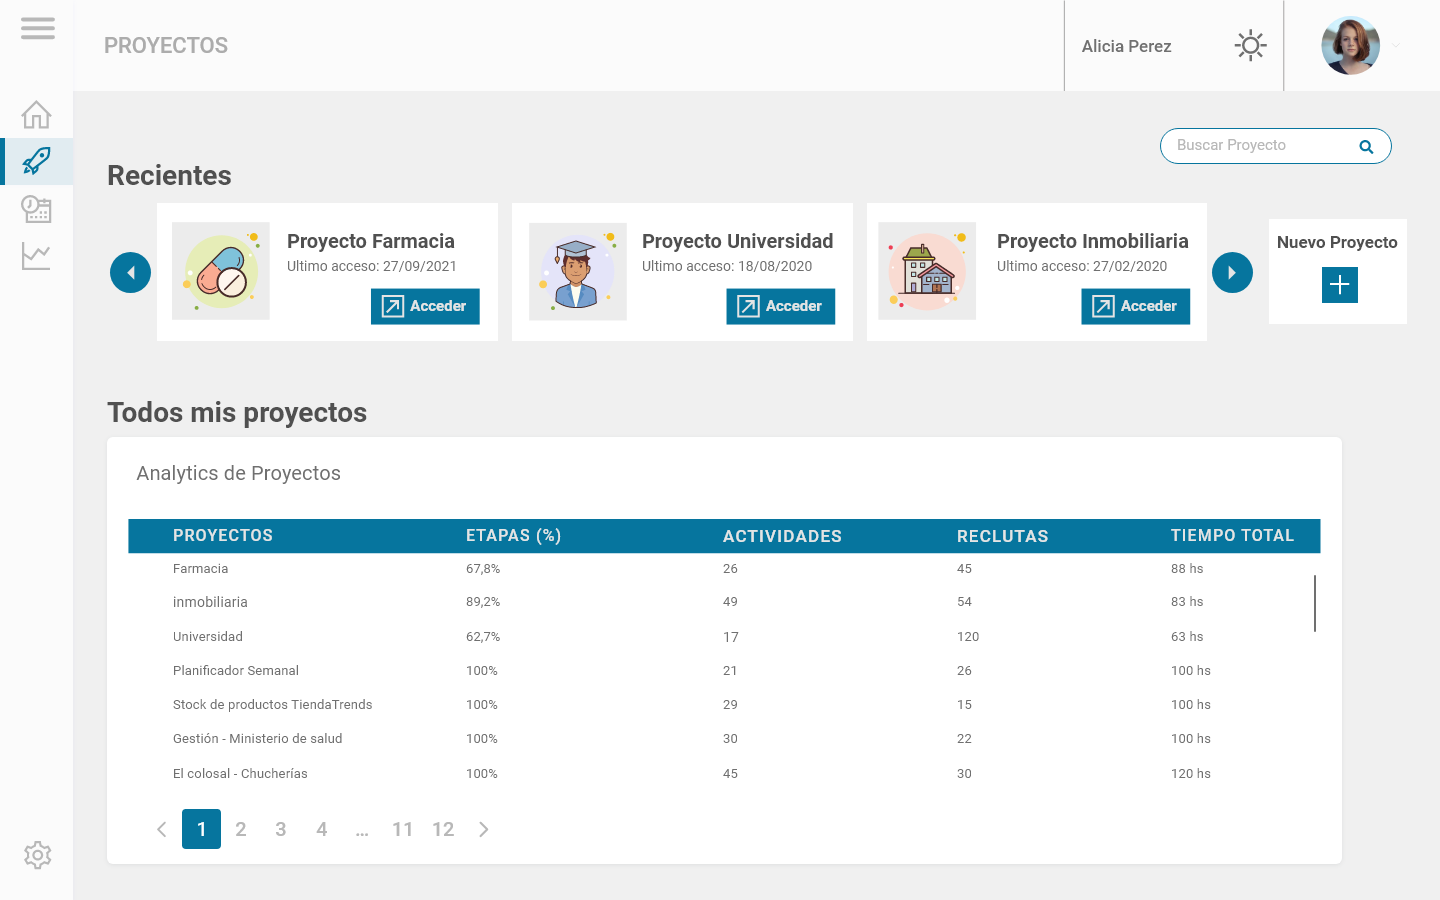 PROYECTOS
Alicia Perez
Buscar Proyecto
Recientes
Proyecto Farmacia
Ultimo acceso: 27/09/2021
Acceder
Proyecto Universidad
Ultimo acceso: 18/08/2020
Acceder
Proyecto Inmobiliaria
Ultimo acceso: 27/02/2020
Acceder
Nuevo Proyecto
Todos mis proyectos
Analytics de Proyectos
PROYECTOS ETAPAS (%) ACTIVIDADES RECLUTAS TIEMPO TOTAL
Farmacia 67,8% 26 45 88 hs
inmobiliaria 89,2% 49 54 83 hs
Universidad 62,7% 17 120 63 hs
Planificador Semanal 100% 21 26 100 hs
Stock de productos TiendaTrends 100% 29 15 100 hs
Gestión - Ministerio de salud 100% 30 22 100 hs
El colosal - Chucherías 100% 45 30 120 hs
1 2 3 4 ... 11 12